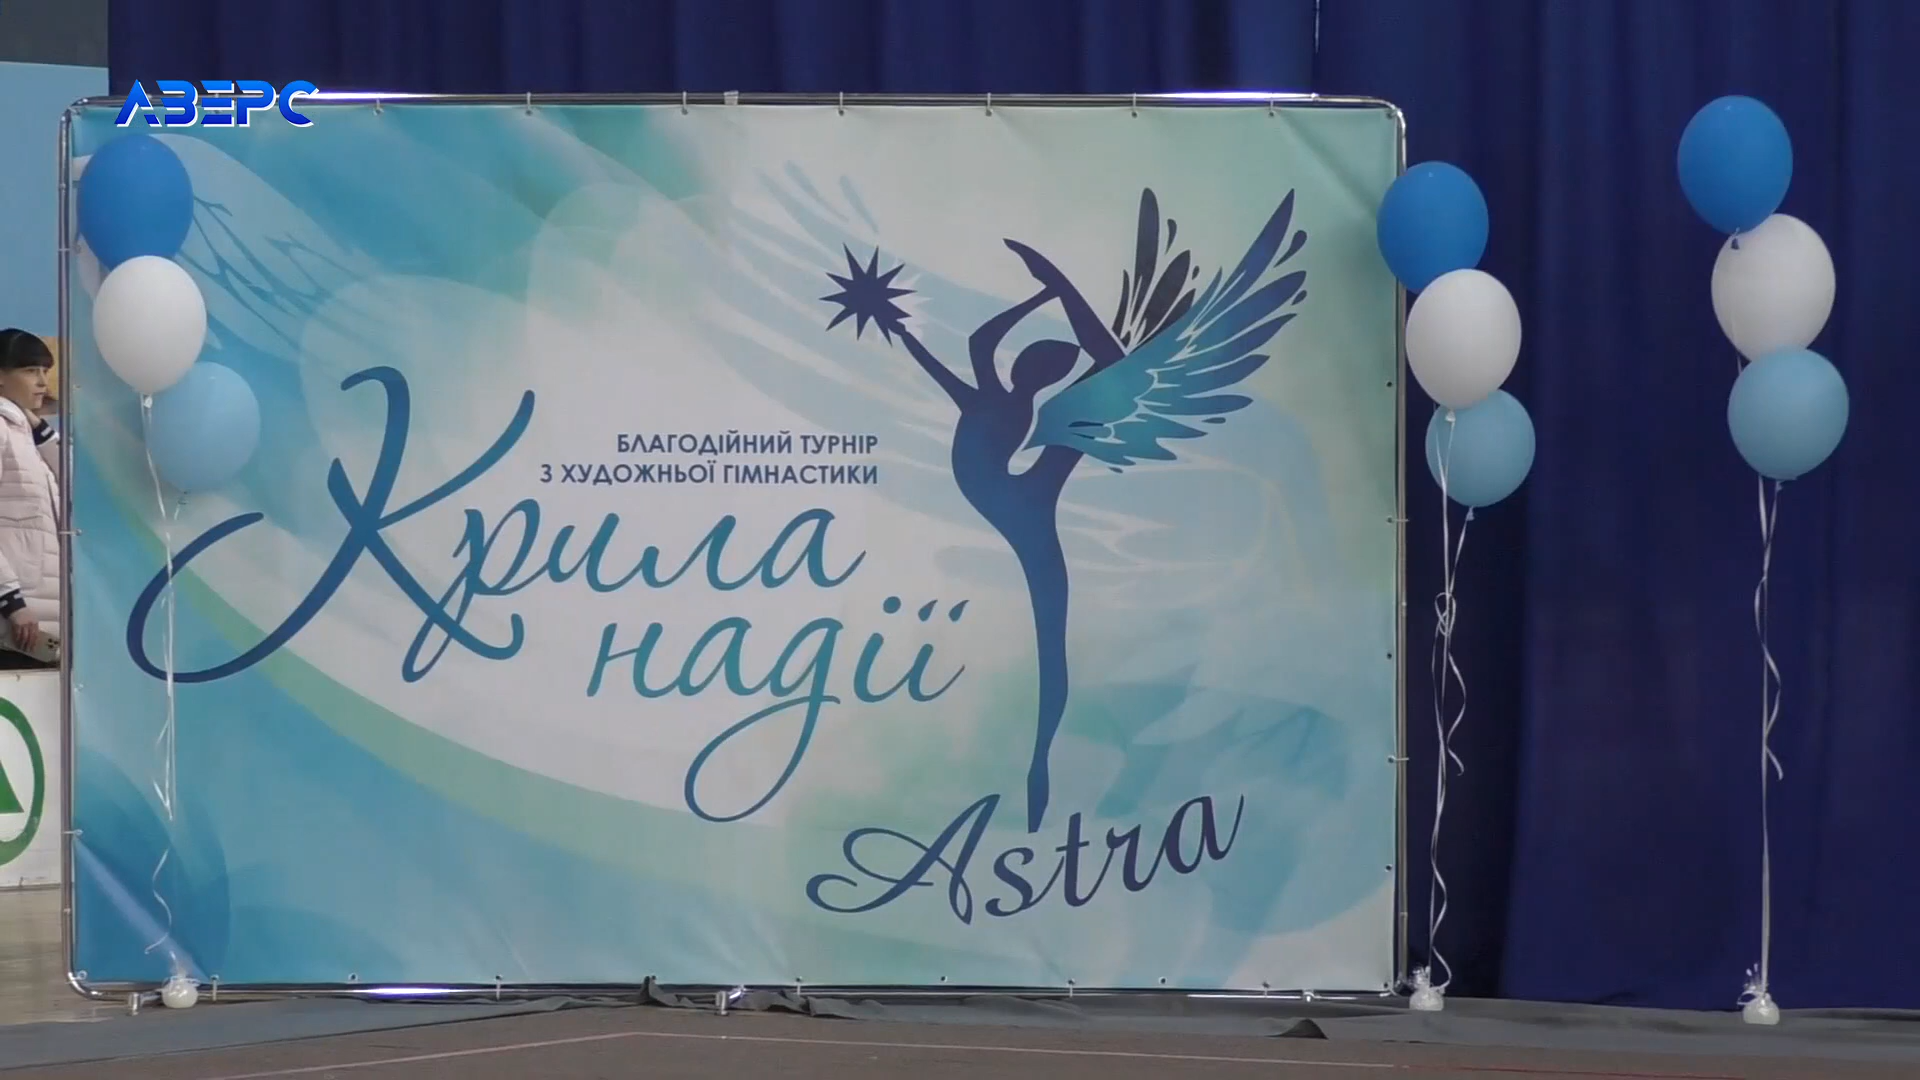 АВЕРС
БЛАГОДІЙНИЙ ТУРНІР
З ХУДОЖНЬОЇ ГІМНАСТИКИ
Крила
надії
Astra